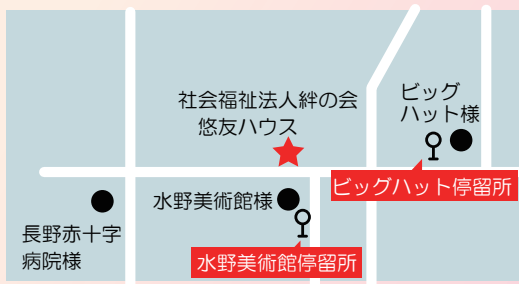 社会福祉法人絆の会
悠友ハウス
ビッグ
ハット様
ビッグハット停留所
水野美術館様
長野赤十字
病院様
水野美術館停留所